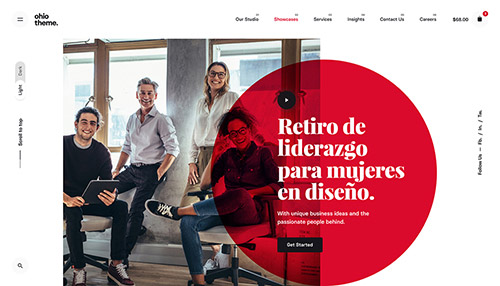 ohio
theme.
Our Studio
Showcases
Services
Insights
Contact Us
Careers
$68.00
Dark
Light
Scroll to top
Follow Us — Fb. / In. / Tw.
Retiro de
liderazgo
para mujeres
en diseño.
With unique business ideas and the
passionate people behind.
Get Started